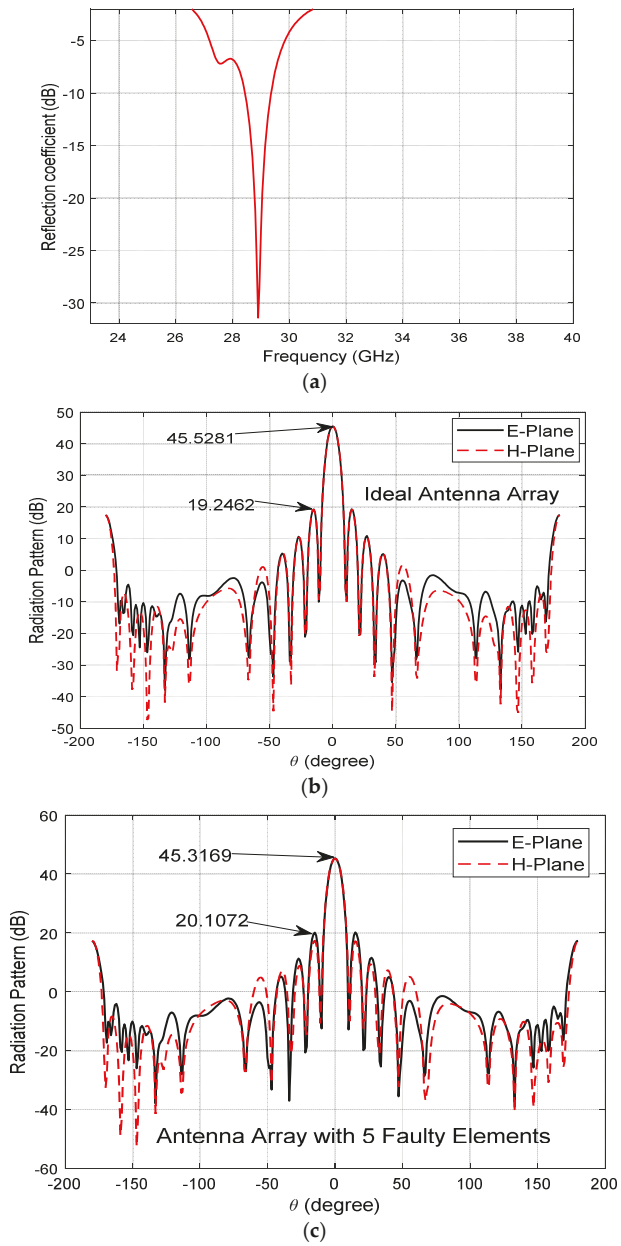 -5
-10
-15
-20
-25
-30
Reflection coefficient (dB)
24 26 28 30 32 34 36 38 40
Frequency (GHz)
(a)
50
40
30
20
10
0
-10
-20
-30
-40
-50
Radiation Pattern (dB)
45.5281
19.2462
E-Plane
H-Plane
Ideal Antenna Array
-200 -150 -100 -50 0 50 100 150 200
θ (degree)
(b)
60
40
20
0
-20
-40
-60
Radiation Pattern (dB)
45.3169
20.1072
E-Plane
H-Plane
Antenna Array with 5 Faulty Elements
-200 -150 -100 -50 0 50 100 150 200
θ (degree)
(c)